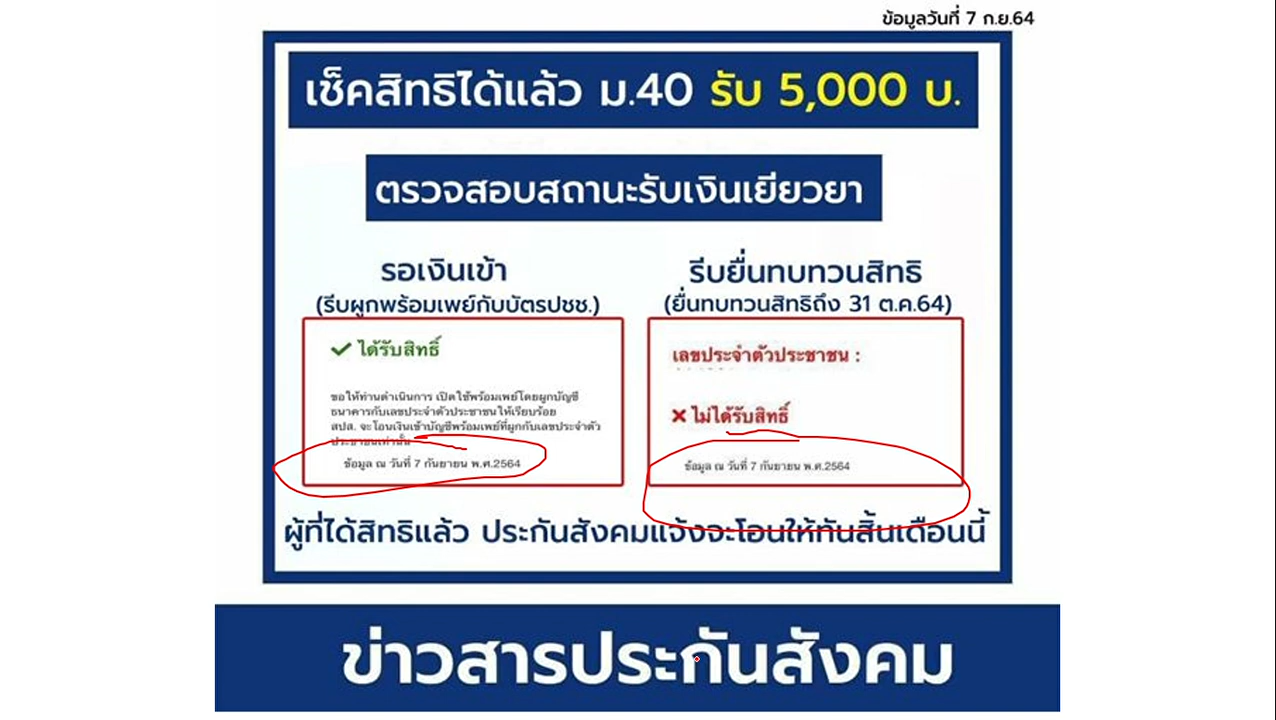 ข้อมูลวันที่ 7 ก.ย.64
เช็คสิทธิได้แล้ว ม.40 รับ 5,000 บ.
ตรวจสอบสถานะรับเงินเยียวยา
รอเงินเข้า
(รีบผูกพร้อมเพย์กับบัตรปชช.)
✓ ได้รับสิทธิ์
ขอให้ท่านดำเนินการ เปิดใช้พร้อมเพย์โดยผูกบัญชี
ธนาคารกับเลขประจำตัวประชาชนให้เรียบร้อย
สปส. จะโอนเงินเข้าบัญชีพร้อมเพย์ที่ผูกกับเลขประจำตัว
ประชาชนเท่านั้น
ข้อมูล ณ วันที่ 7 กันยายน พ.ศ.2564
รีบยื่นทบทวนสิทธิ
(ยื่นทบทวนสิทธิถึง 31 ต.ค.64)
เลขประจำตัวประชาชน :
✗ ไม่ได้รับสิทธิ์
ข้อมูล ณ วันที่ 7 กันยายน พ.ศ.2564
ผู้ที่ได้สิทธิแล้ว ประกันสังคมแจ้งจะโอนให้ทันสิ้นเดือนนี้
ข่าวสารประกันสังคม